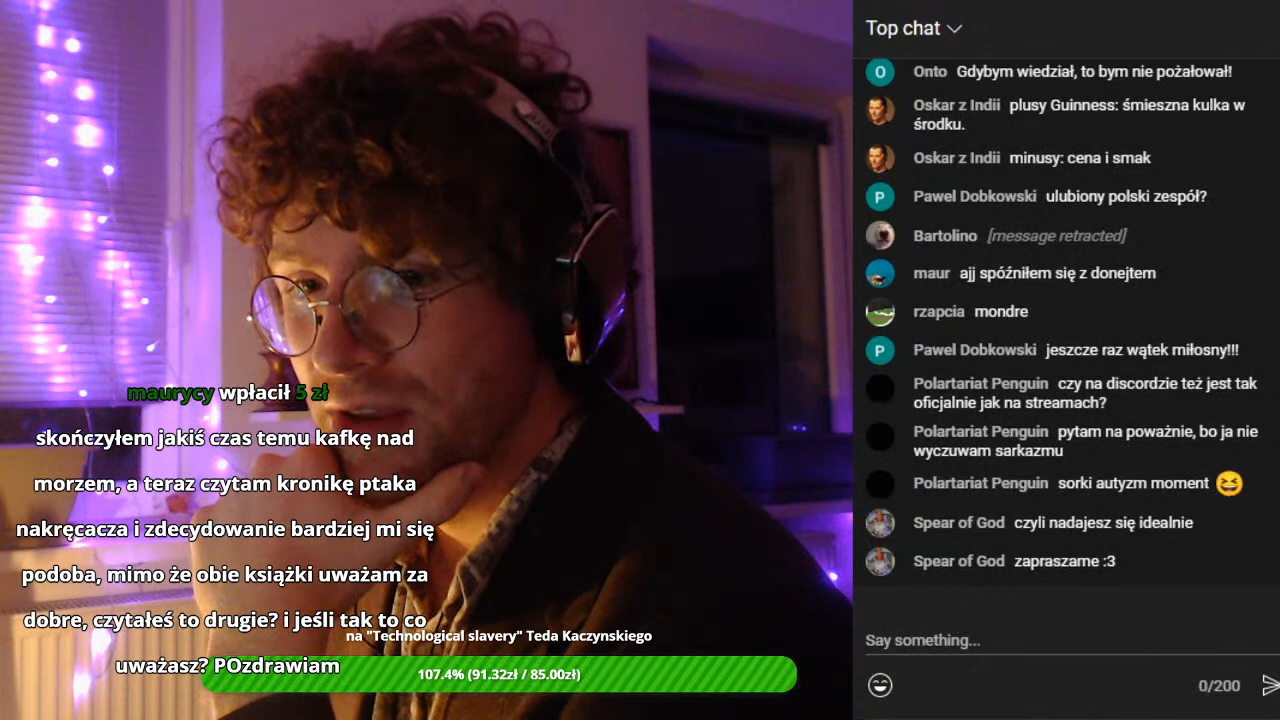 maurycy wpłacił 5 zł
skończyłem jakiś czas temu kafkę nad
morzem, a teraz czytam kronikę ptaka
nakręcacza i zdecydowanie bardziej mi się
podoba, mimo że obie książki uważam za
dobre, czytałeś to drugie? i jeśli tak to co
uważasz? POzdrawiam
na "Technological slavery" Teda Kaczynskiego
107.4% (91.32zł / 85.00zł)
Top chat
O Onto Gdybym wiedział, to bym nie pożałował!
Oskar z Indii plusy Guinness: śmieszna kulka w
środku.
Oskar z Indii minusy: cena i smak
P Pawel Dobkowski ulubiony polski zespół?
Bartolino [message retracted]
maur ajj spóźniłem się z donejtem
rzapcia mondre
P Pawel Dobkowski jeszcze raz wątek miłosny!!!
Polartariat Penguin czy na discordzie też jest tak
oficjalnie jak na streamach?
Polartariat Penguin pytam na poważnie, bo ja nie
wyczuwam sarkazmu
Polartariat Penguin sorki autyzm moment 😆
Spear of God czyli nadajesz się idealnie
Spear of God zapraszame :3
Say something...
0/200